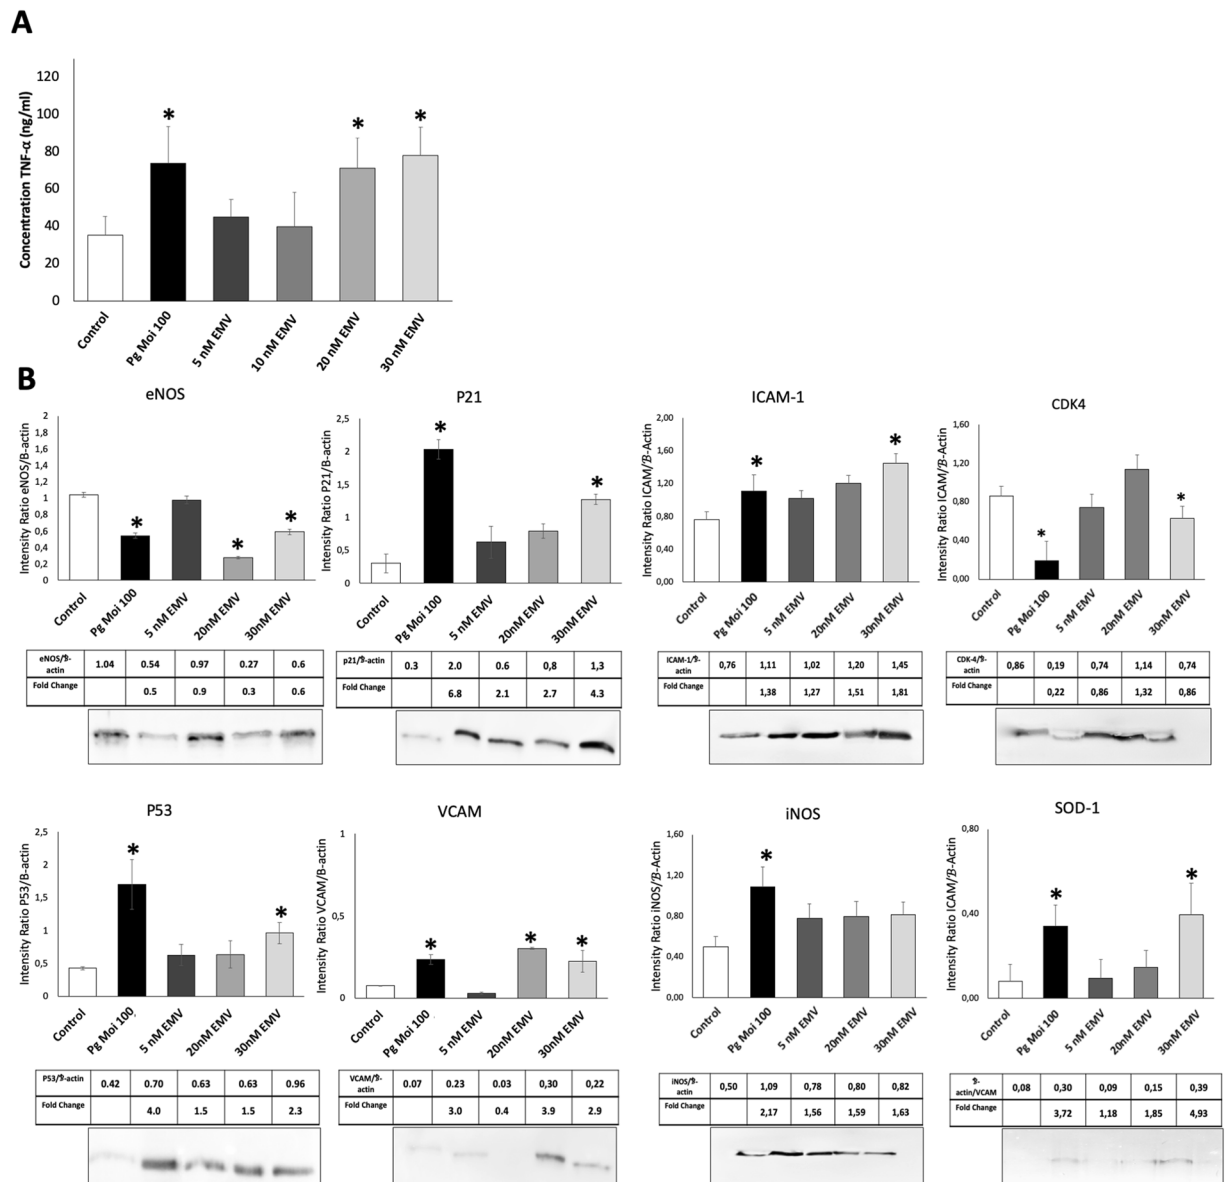 A
Concentration TNF-α (ng/ml)
120
100
80
60
40
20
0
*
*
*
Control
Pg Moi 100
5 nM EMV
10 nM EMV
20 nM EMV
30 nM EMV
B
eNOS
Intensity Ratio eNOS/B-actin
2
1,8
1,6
1,4
1,2
1
0,8
0,6
0,4
0,2
0
*
*
*
Control
Pg Moi 100
5 nM EMV
20nM EMV
30nM EMV
eNOS/ℬ-actin 1.04 0.54 0.97 0.27 0.6
Fold Change 0.5 0.9 0.3 0.6
P21
Intensity Ratio P21/B-actin
2,5
2
1,5
1
0,5
0
*
*
Control
Pg Moi 100
5 nM EMV
20nM EMV
30nM EMV
p21/ℬ-actin 0.3 2.0 0.6 0,8 1,3
Fold Change 6.8 2.1 2.7 4.3
ICAM-1
Intensity Ratio ICAM/ℬ-Actin
2,00
1,60
1,20
0,80
0,40
0,00
*
*
Control
Pg Moi 100
5 nM EMV
20nM EMV
30nM EMV
ICAM-1/ℬ-actin 0,76 1,11 1,02 1,20 1,45
Fold Change 1,38 1,27 1,51 1,81
CDK4
Intensity Ratio ICAM/ℬ-Actin
1,60
1,20
0,80
0,40
0,00
*
*
Control
Pg Moi 100
5 nM EMV
20nM EMV
30nM EMV
CDK-4/ℬ-actin 0,86 0,19 0,74 1,14 0,74
Fold Change 0,22 0,86 1,32 0,86
P53
Intensity Ratio P53/B-actin
2,5
2
1,5
1
0,5
0
*
*
Control
Pg Moi 100
5 nM EMV
20nM EMV
30nM EMV
P53/ℬ-actin 0.42 0.70 0.63 0.63 0.96
Fold Change 4.0 1.5 1.5 2.3
VCAM
Intensity Ratio VCAM/B-actin
1
0,5
0
*
*
*
Control
Pg Moi 100
5 nM EMV
20nM EMV
30nM EMV
VCAM/ℬ-actin 0.07 0.23 0.03 0,30 0,22
Fold Change 3.0 0.4 3.9 2.9
iNOS
Intensity Ratio iNOS/ℬ-Actin
1,60
1,20
0,80
0,40
0,00
*
Control
Pg Moi 100
5 nM EMV
20nM EMV
30nM EMV
iNOS/ℬ-actin 0,50 1,09 0,78 0,80 0,82
Fold Change 2,17 1,56 1,59 1,63
SOD-1
Intensity Ratio ICAM/ℬ-Actin
0,80
0,40
0,00
*
*
Control
Pg Moi 100
5 nM EMV
20nM EMV
30nM EMV
ℬ-actin/VCAM 0,08 0,30 0,09 0,15 0,39
Fold Change 3,72 1,18 1,85 4,93